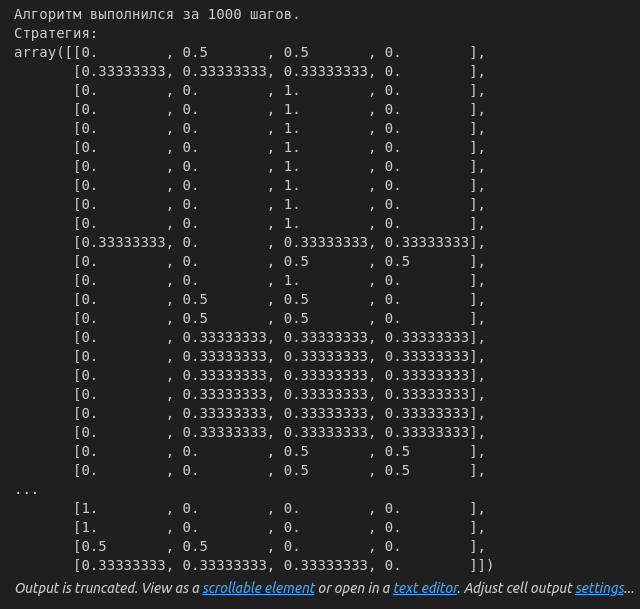 Алгоритм выполнился за 1000 шагов.
Стратегия:
array([[0.        , 0.5       , 0.5       , 0.        ],
       [0.33333333, 0.33333333, 0.33333333, 0.        ],
       [0.        , 0.        , 1.        , 0.        ],
       [0.        , 0.        , 1.        , 0.        ],
       [0.        , 0.        , 1.        , 0.        ],
       [0.        , 0.        , 1.        , 0.        ],
       [0.        , 0.        , 1.        , 0.        ],
       [0.        , 0.        , 1.        , 0.        ],
       [0.        , 0.        , 1.        , 0.        ],
       [0.        , 0.        , 1.        , 0.        ],
       [0.33333333, 0.        , 0.33333333, 0.33333333],
       [0.        , 0.        , 0.5       , 0.5       ],
       [0.        , 0.        , 1.        , 0.        ],
       [0.        , 0.5       , 0.5       , 0.        ],
       [0.        , 0.5       , 0.5       , 0.        ],
       [0.        , 0.33333333, 0.33333333, 0.33333333],
       [0.        , 0.33333333, 0.33333333, 0.33333333],
       [0.        , 0.33333333, 0.33333333, 0.33333333],
       [0.        , 0.33333333, 0.33333333, 0.33333333],
       [0.        , 0.33333333, 0.33333333, 0.33333333],
       [0.        , 0.33333333, 0.33333333, 0.33333333],
       [0.        , 0.        , 0.5       , 0.5       ],
       [0.        , 0.        , 0.5       , 0.5       ],
...
       [1.        , 0.        , 0.        , 0.        ],
       [1.        , 0.        , 0.        , 0.        ],
       [0.5       , 0.5       , 0.        , 0.        ],
       [0.33333333, 0.33333333, 0.33333333, 0.        ]])
Output is truncated. View as a scrollable element or open in a text editor. Adjust cell output settings...